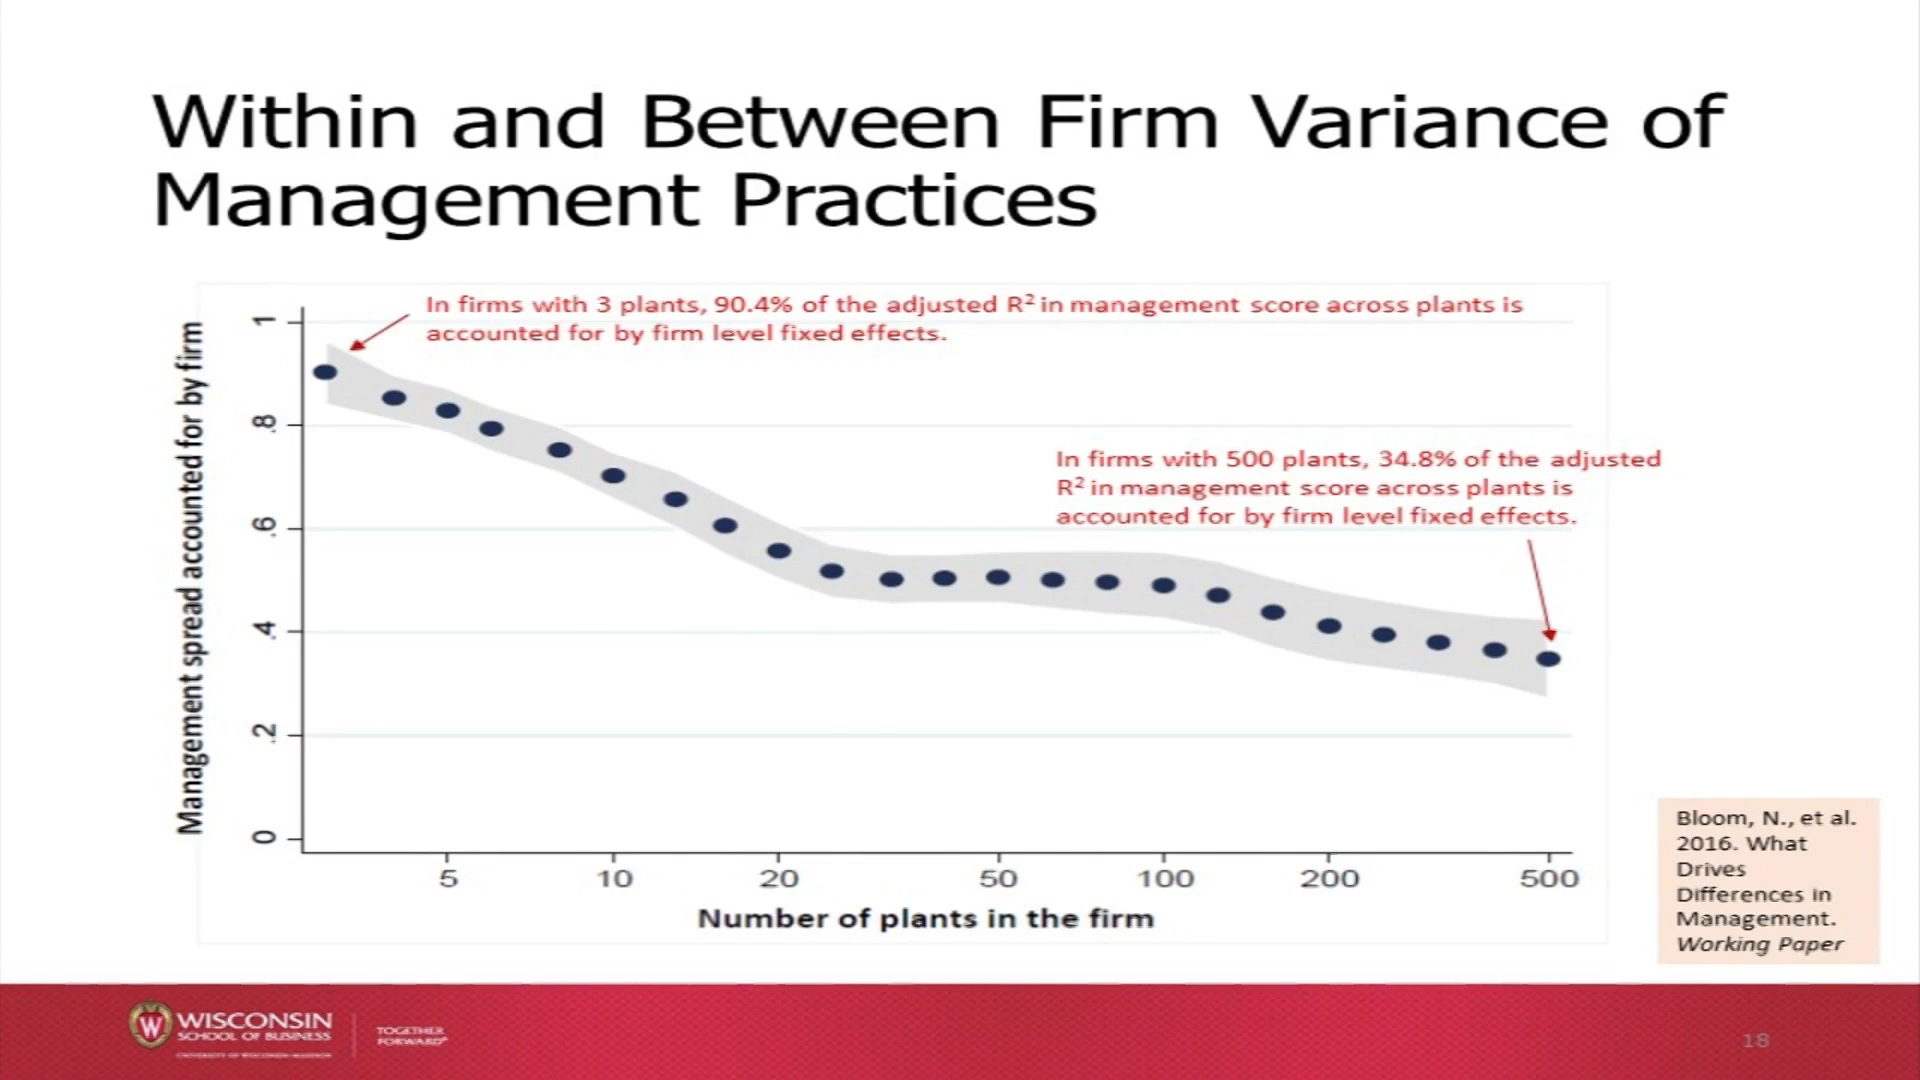 Within and Between Firm Variance of
Management Practices
In firms with 3 plants, 90.4% of the adjusted R² in management score across plants is
accounted for by firm level fixed effects.
In firms with 500 plants, 34.8% of the adjusted
R² in management score across plants is
accounted for by firm level fixed effects.
Management spread accounted for by firm
1
.8
.6
.4
.2
0
5 10 20 50 100 200 500
Number of plants in the firm
Bloom, N., et al.
2016. What
Drives
Differences in
Management.
Working Paper
W
WISCONSIN
SCHOOL OF BUSINESS
UNIVERSITY OF WISCONSIN–MADISON
TOGETHER
FORWARD®
18